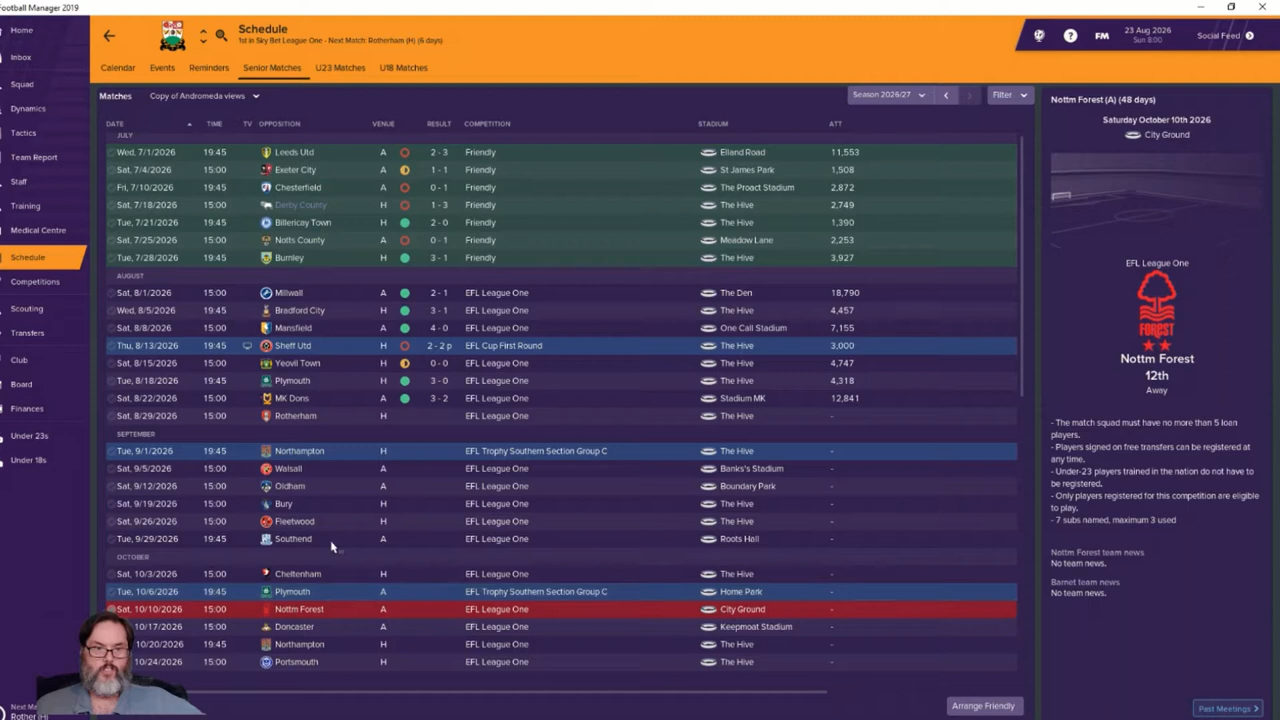 Football Manager 2019
Schedule
1st in Sky Bet League One - Next Match: Rotherham (H) (6 days)
FM
23 Aug 2026
Sun 8:00
Social Feed
Home
Inbox
Squad
Dynamics
Tactics
Team Report
Staff
Training
Medical Centre
Schedule
Competitions
Scouting
Transfers
Club
Board
Finances
Under 23s
Under 18s
Calendar Events Reminders Senior Matches U23 Matches U18 Matches
Matches Copy of Andromeda views Season 2026/27 Filter
DATE TIME TV OPPOSITION VENUE RESULT COMPETITION STADIUM ATT
JULY
Wed, 7/1/2026 19:45 Leeds Utd A 2 - 3 Friendly Elland Road 11,553
Sat, 7/4/2026 15:00 Exeter City A 1 - 1 Friendly St James Park 1,508
Fri, 7/10/2026 19:45 Chesterfield A 0 - 1 Friendly The Proact Stadium 2,872
Sat, 7/18/2026 15:00 Derby County H 1 - 3 Friendly The Hive 2,749
Tue, 7/21/2026 19:45 Billericay Town H 2 - 0 Friendly The Hive 1,390
Sat, 7/25/2026 15:00 Notts County A 0 - 1 Friendly Meadow Lane 2,253
Tue, 7/28/2026 19:45 Burnley H 3 - 1 Friendly The Hive 3,927
AUGUST
Sat, 8/1/2026 15:00 Millwall A 2 - 1 EFL League One The Den 18,790
Wed, 8/5/2026 19:45 Bradford City H 3 - 1 EFL League One The Hive 4,457
Sat, 8/8/2026 15:00 Mansfield A 4 - 0 EFL League One One Call Stadium 7,155
Thu, 8/13/2026 19:45 Sheff Utd H 2 - 2 p EFL Cup First Round The Hive 3,000
Sat, 8/15/2026 15:00 Yeovil Town H 0 - 0 EFL League One The Hive 4,747
Tue, 8/18/2026 19:45 Plymouth H 3 - 0 EFL League One The Hive 4,318
Sat, 8/22/2026 15:00 MK Dons A 3 - 2 EFL League One Stadium MK 12,841
Sat, 8/29/2026 15:00 Rotherham H EFL League One The Hive -
SEPTEMBER
Tue, 9/1/2026 19:45 Northampton H EFL Trophy Southern Section Group C The Hive -
Sat, 9/5/2026 15:00 Walsall A EFL League One Banks's Stadium -
Sat, 9/12/2026 15:00 Oldham A EFL League One Boundary Park -
Sat, 9/19/2026 15:00 Bury H EFL League One The Hive -
Sat, 9/26/2026 15:00 Fleetwood H EFL League One The Hive -
Tue, 9/29/2026 19:45 Southend A EFL League One Roots Hall -
OCTOBER
Sat, 10/3/2026 15:00 Cheltenham H EFL League One The Hive -
Tue, 10/6/2026 19:45 Plymouth A EFL Trophy Southern Section Group C Home Park -
Sat, 10/10/2026 15:00 Nottm Forest A EFL League One City Ground -
10/17/2026 15:00 Doncaster A EFL League One Keepmoat Stadium -
10/20/2026 19:45 Northampton H EFL League One The Hive -
10/24/2026 15:00 Portsmouth H EFL League One The Hive -
Arrange Friendly
Nottm Forest (A) (48 days)
Saturday October 10th 2026
City Ground
EFL League One
FOREST
Nottm Forest
12th
Away
- The match squad must have no more than 5 loan
players.
- Players signed on free transfers can be registered at
any time.
- Under-23 players trained in the nation do not have to
be registered.
- Only players registered for this competition are eligible
to play.
- 7 subs named, maximum 3 used
Nottm Forest team news
No team news.
Barnet team news
No team news.
Past Meetings
Next Ma
Rother (H)